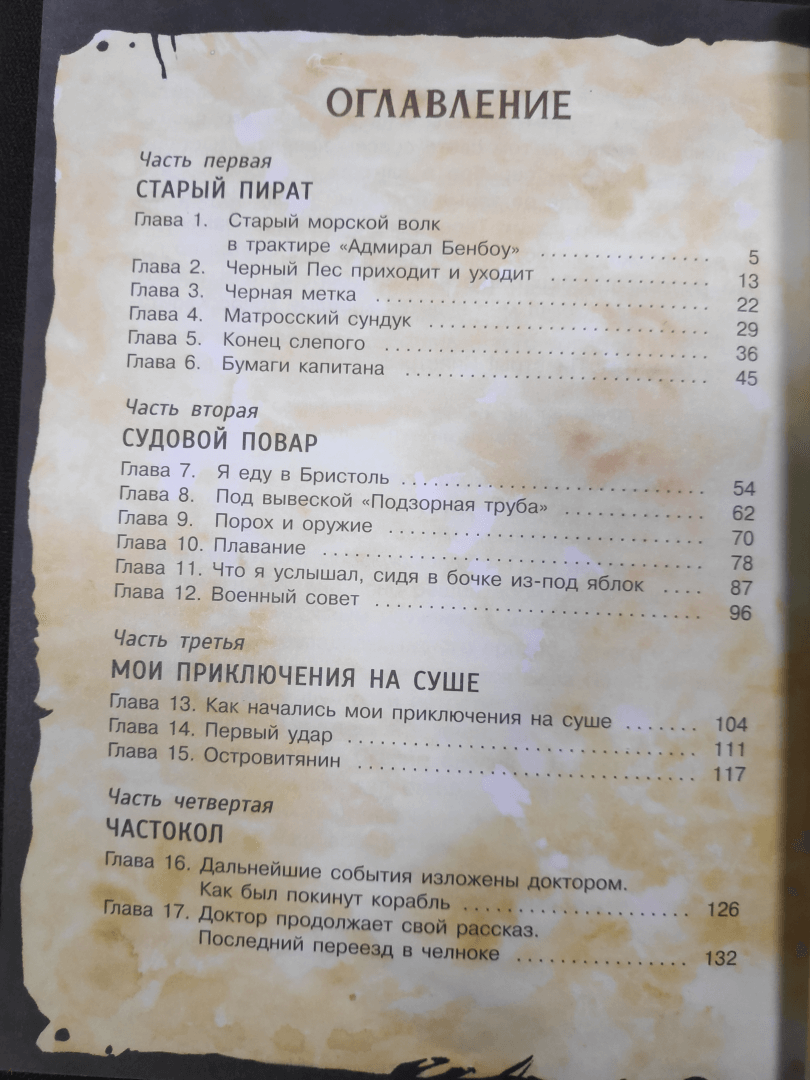 ОГЛАВЛЕНИЕ
Часть первая
СТАРЫЙ ПИРАТ
Глава 1. Старый морской волк
в трактире «Адмирал Бенбоу» ................ 5
Глава 2. Черный Пес приходит и уходит ............... 13
Глава 3. Черная метка ............................ 22
Глава 4. Матросский сундук ........................ 29
Глава 5. Конец слепого ........................... 36
Глава 6. Бумаги капитана .......................... 45
Часть вторая
СУДОВОЙ ПОВАР
Глава 7. Я еду в Бристоль .......................... 54
Глава 8. Под вывеской «Подзорная труба» ............. 62
Глава 9. Порох и оружие .......................... 70
Глава 10. Плавание ............................... 78
Глава 11. Что я услышал, сидя в бочке из-под яблок .... 87
Глава 12. Военный совет ........................... 96
Часть третья
МОИ ПРИКЛЮЧЕНИЯ НА СУШЕ
Глава 13. Как начались мои приключения на суше ....... 104
Глава 14. Первый удар ............................ 111
Глава 15. Островитянин ........................... 117
Часть четвертая
ЧАСТОКОЛ
Глава 16. Дальнейшие события изложены доктором.
Как был покинут корабль .................... 126
Глава 17. Доктор продолжает свой рассказ.
Последний переезд в челноке ................ 132